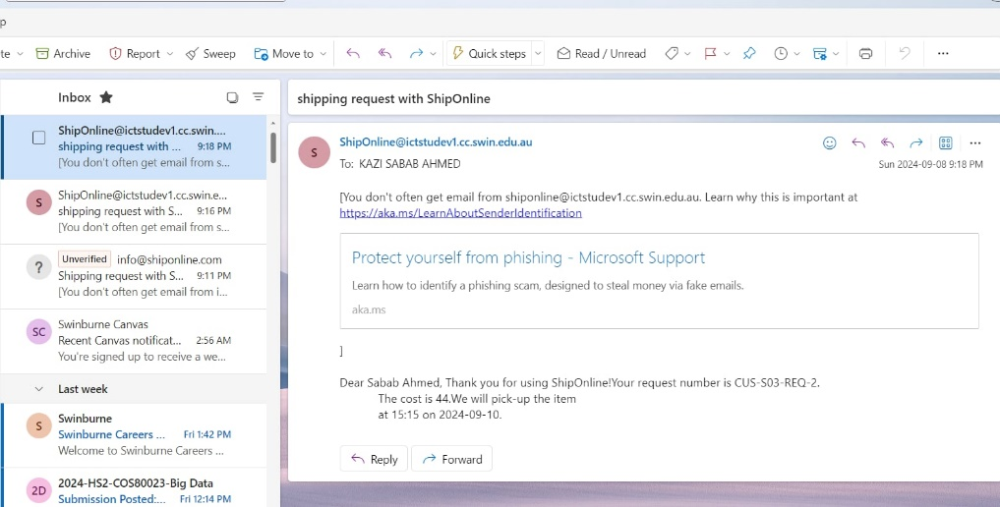 p
te
Archive
Report
Sweep
Move to
Quick steps
Read / Unread
...
Inbox
ShipOnline@ictstudev1.cc.swin....
shipping request with ... 9:18 PM
[You don't often get email from s...
S
ShipOnline@ictstudev1.cc.swin.e...
shipping request with S... 9:16 PM
[You don't often get email from s...
?
Unverified info@shiponline.com
Shipping request with S... 9:11 PM
[You don't often get email from i...
SC
Swinburne Canvas
Recent Canvas notificat... 2:56 AM
You're signed up to receive a we...
Last week
S
Swinburne
Swinburne Careers ... Fri 1:42 PM
Welcome to Swinburne Careers ...
2D
2024-HS2-COS80023-Big Data
Submission Posted:... Fri 12:14 PM
shipping request with ShipOnline
S
ShipOnline@ictstudev1.cc.swin.edu.au
To: KAZI SABAB AHMED
Sun 2024-09-08 9:18 PM
[You don't often get email from shiponline@ictstudev1.cc.swin.edu.au. Learn why this is important at
https://aka.ms/LearnAboutSenderIdentification
Protect yourself from phishing - Microsoft Support
Learn how to identify a phishing scam, designed to steal money via fake emails.
aka.ms
]
Dear Sabab Ahmed, Thank you for using ShipOnline!Your request number is CUS-S03-REQ-2.
The cost is 44.We will pick-up the item
at 15:15 on 2024-09-10.
Reply
Forward